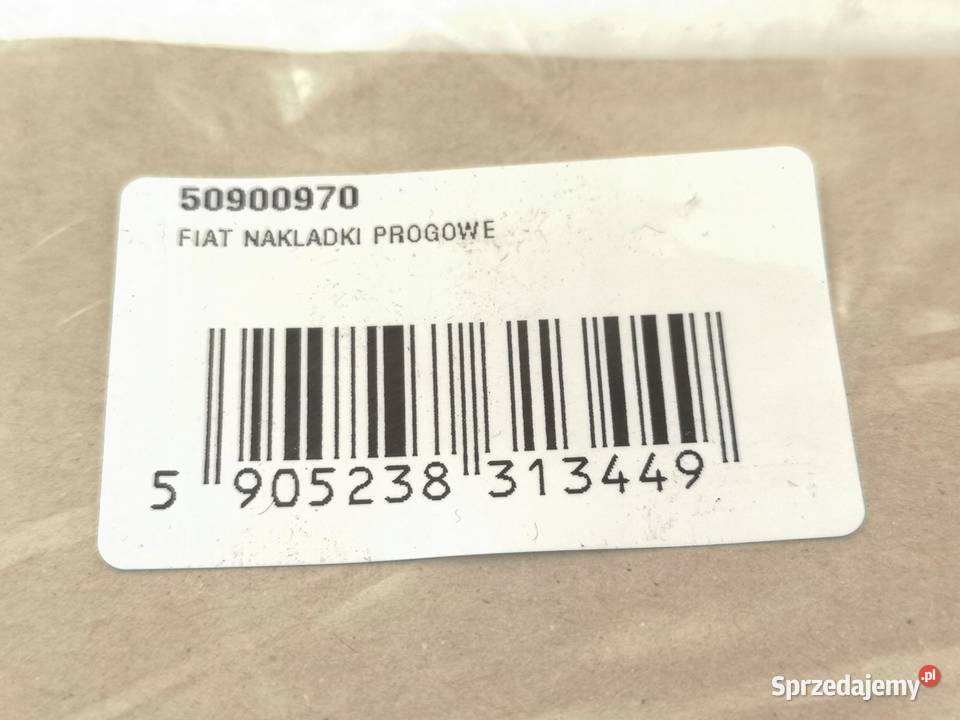 50900970
FIAT NAKLADKI PROGOWE
5 905238 313449
Sprzedajemy.pl